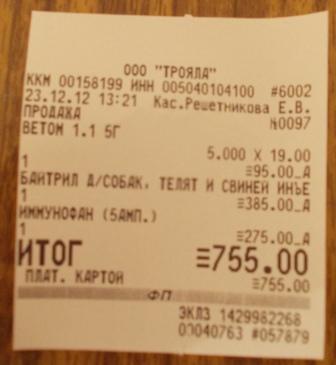 ООО "ТРОЯЛА"
ККМ 00158199 ИНН 005040104100 #6002
23.12.12 13:21 Кас.Решетникова Е.В.
ПРОДАЖА №0097
ВЕТОМ 1.1 5Г
5.000 X 19.00
1 ≡95.00_А
БАЙТРИЛ Д/СОБАК, ТЕЛЯТ И СВИНЕЙ ИНЪЕ
1 ≡385.00_А
ИММУНОФАН (5АМП.)
1 ≡275.00_А
ИТОГ ≡755.00
ПЛАТ. КАРТОЙ ≡755.00
ФП
ЭКЛЗ 1429982268
00040763 #057879